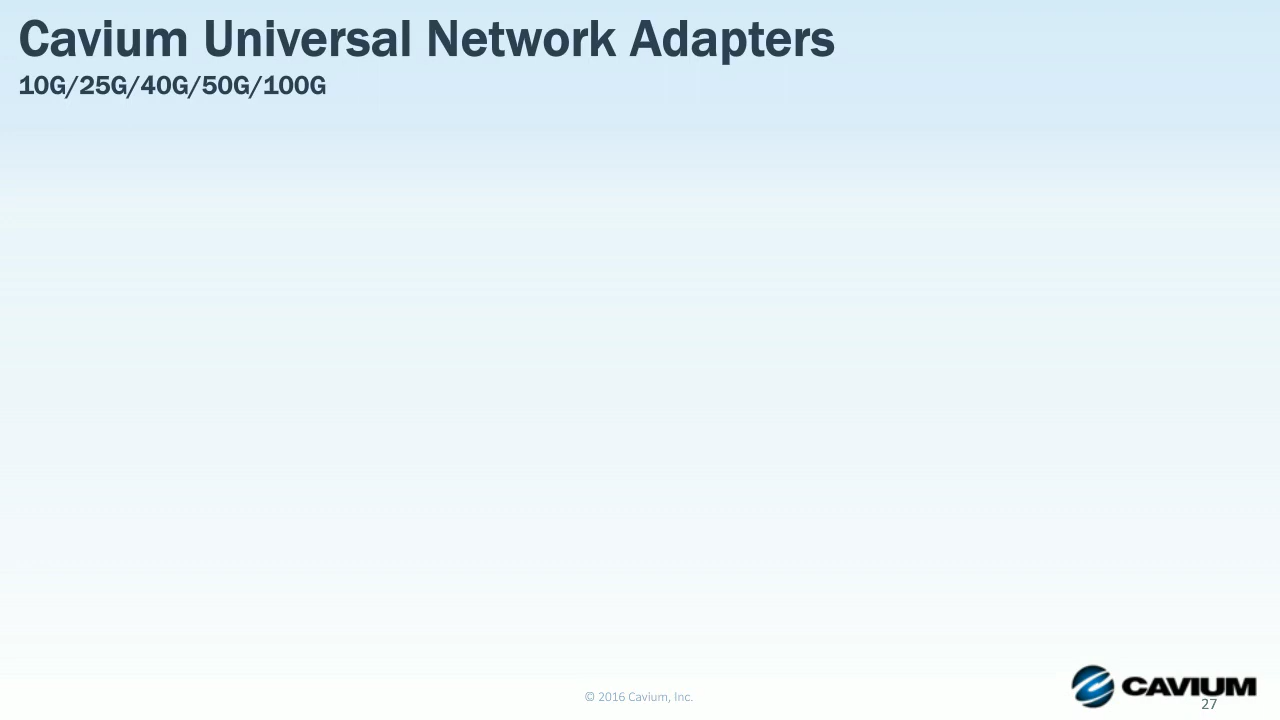 Cavium Universal Network Adapters
10G/25G/40G/50G/100G
© 2016 Cavium, Inc.
CAVIUM
27